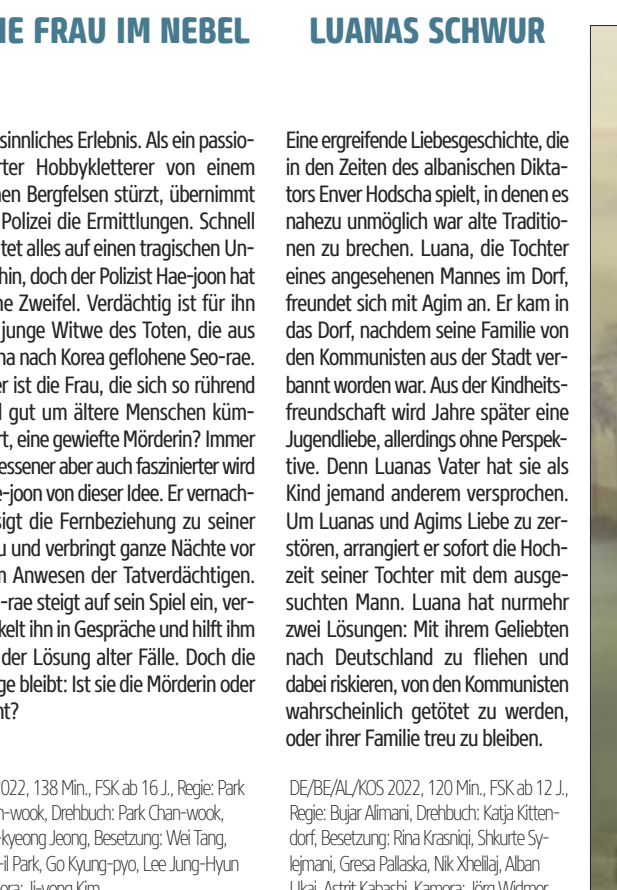 IE FRAU IM NEBEL
sinnliches Erlebnis. Als ein passio-
rter Hobbykletterer von einem
nen Bergfelsen stürzt, übernimmt
Polizei die Ermittlungen. Schnell
tet alles auf einen tragischen Un-
hin, doch der Polizist Hae-joon hat
ne Zweifel. Verdächtig ist für ihn
junge Witwe des Toten, die aus
na nach Korea geflohene Seo-rae.
er ist die Frau, die sich so rührend
d gut um ältere Menschen küm-
rt, eine gewiefte Mörderin? Immer
essener aber auch faszinierter wird
e-joon von dieser Idee. Er vernach-
sigt die Fernbeziehung zu seiner
u und verbringt ganze Nächte vor
m Anwesen der Tatverdächtigen.
-rae steigt auf sein Spiel ein, ver-
kelt ihn in Gespräche und hilft ihm
der Lösung alter Fälle. Doch die
ge bleibt: Ist sie die Mörderin oder
nt?
2022, 138 Min., FSK ab 16 J., Regie: Park
n-wook, Drehbuch: Park Chan-wook,
-kyeong Jeong, Besetzung: Wei Tang,
-il Park, Go Kyung-pyo, Lee Jung-Hyun
Ji-yong Kim
LUANAS SCHWUR
Eine ergreifende Liebesgeschichte, die
in den Zeiten des albanischen Dikta-
tors Enver Hodscha spielt, in denen es
nahezu unmöglich war alte Traditio-
nen zu brechen. Luana, die Tochter
eines angesehenen Mannes im Dorf,
freundet sich mit Agim an. Er kam in
das Dorf, nachdem seine Familie von
den Kommunisten aus der Stadt ver-
bannt worden war. Aus der Kindheits-
freundschaft wird Jahre später eine
Jugendliebe, allerdings ohne Perspek-
tive. Denn Luanas Vater hat sie als
Kind jemand anderem versprochen.
Um Luanas und Agims Liebe zu zer-
stören, arrangiert er sofort die Hoch-
zeit seiner Tochter mit dem ausge-
suchten Mann. Luana hat nurmehr
zwei Lösungen: Mit ihrem Geliebten
nach Deutschland zu fliehen und
dabei riskieren, von den Kommunisten
wahrscheinlich getötet zu werden,
oder ihrer Familie treu zu bleiben.
DE/BE/AL/KOS 2022, 120 Min., FSK ab 12 J.,
Regie: Bujar Alimani, Drehbuch: Katja Kitten-
dorf, Besetzung: Rina Krasniqi, Shkurte Sy-
lejmani, Gresa Pallaska, Nik Xhelilaj, Alban
Ukaj, Astrit Kabashi, Kamera: Jörg Widmer